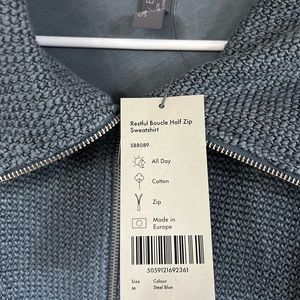 Restful Boucle Half Zip
Sweatshirt
S88089
All Day
Cotton
Zip
Made in
Europe
5059121692361
Size
Colour
M
Steel Blue